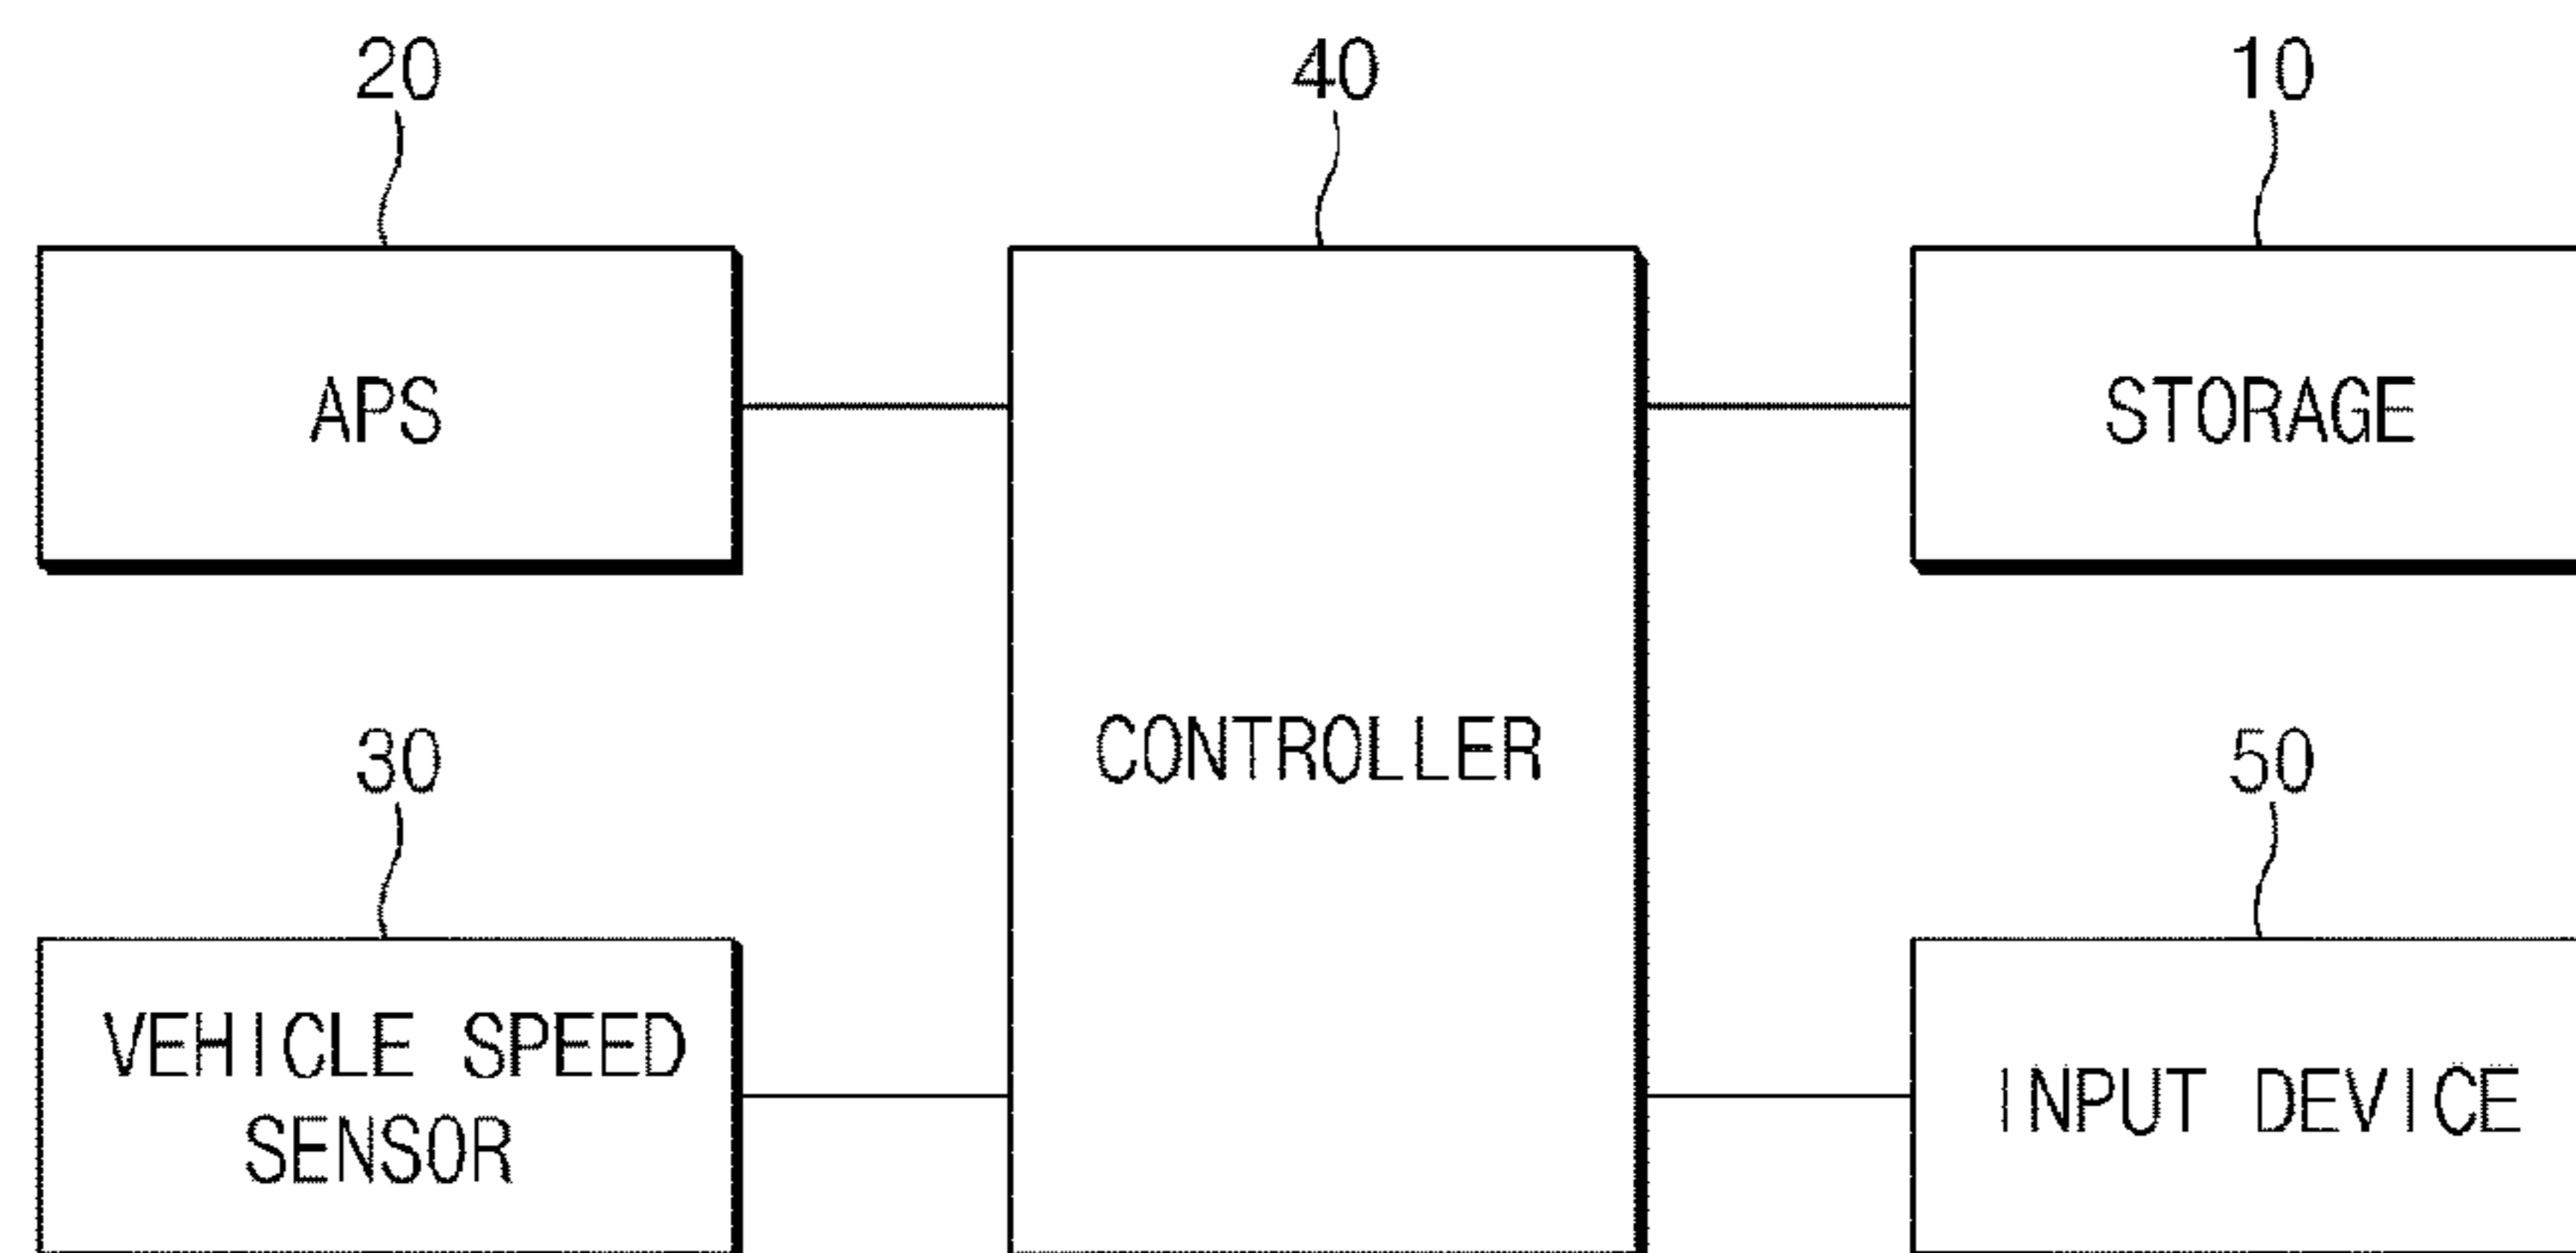 20
40
10
APS
STORAGE
CONTROLLER
30
50
VEHICLE SPEED
SENSOR
INPUT DEVICE